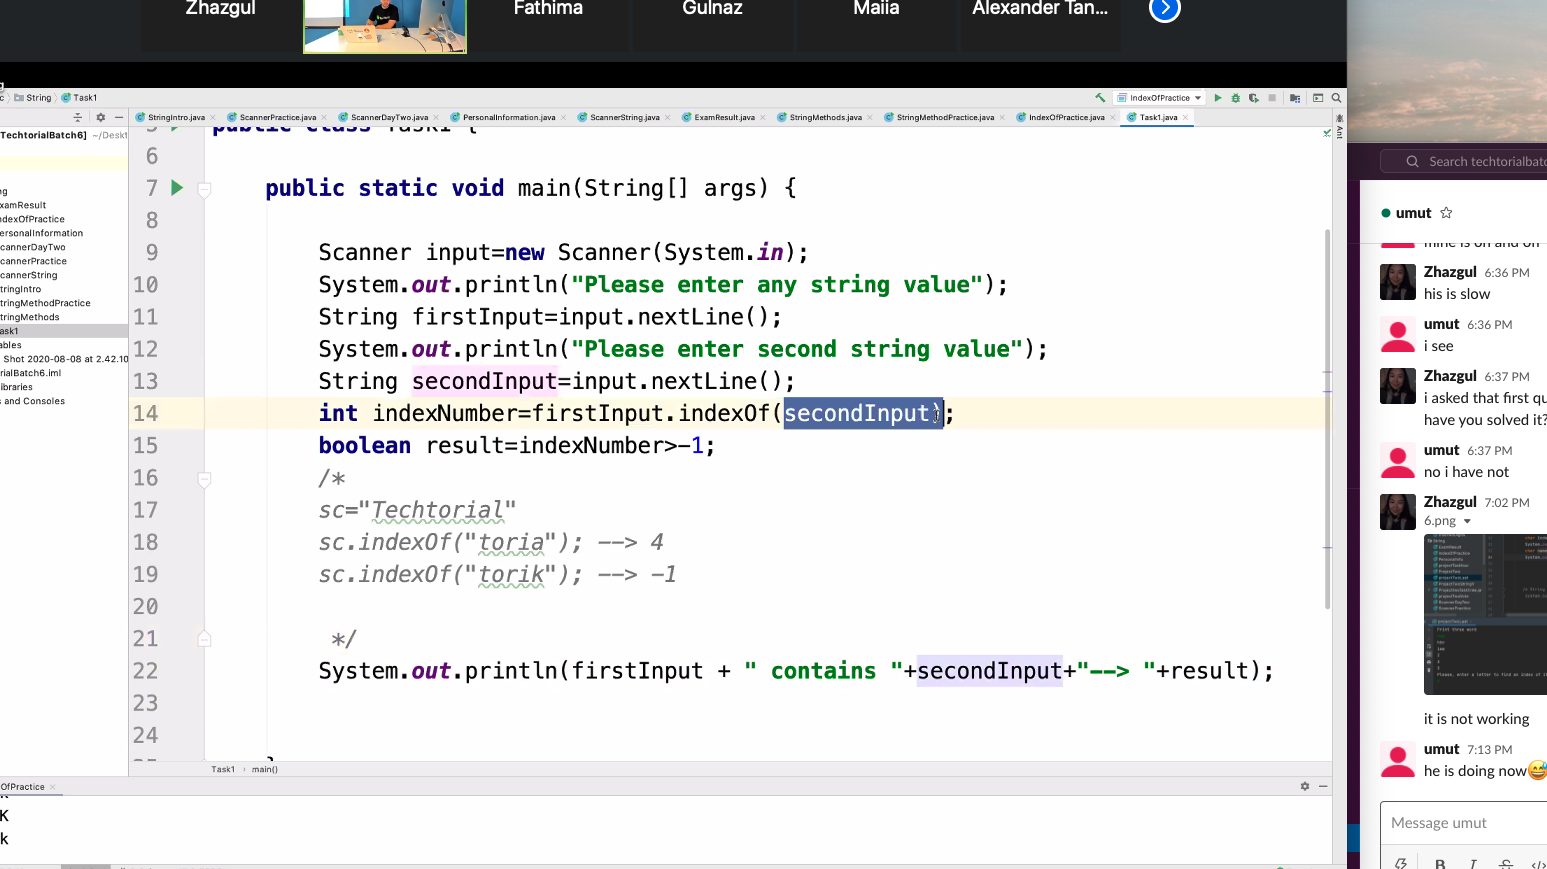 Zhazgul
Fathima
Gulnaz
Maiia
Alexander Tan...
String
Task1
IndexOfPractice
TechtorialBatch6] ~/Desk
StringIntro.java
ScannerPractice.java
ScannerDayTwo.java
PersonalInformation.java
ScannerString.java
ExamResult.java
StringMethods.java
StringMethodPractice.java
IndexOfPractice.java
Task1.java
Ant
ng
xamResult
ndexOfPractice
ersonalInformation
cannerDayTwo
cannerPractice
cannerString
tringIntro
tringMethodPractice
tringMethods
ask1
ables
Shot 2020-08-08 at 2.42.10
rialBatch6.iml
ibraries
s and Consoles
5 public class Task1 {
6
7 public static void main(String[] args) {
8
9 Scanner input=new Scanner(System.in);
10 System.out.println("Please enter any string value");
11 String firstInput=input.nextLine();
12 System.out.println("Please enter second string value");
13 String secondInput=input.nextLine();
14 int indexNumber=firstInput.indexOf(secondInput);
15 boolean result=indexNumber>-1;
16 /*
17 sc="Techtorial"
18 sc.indexOf("toria"); --> 4
19 sc.indexOf("torik"); --> -1
20
21 */
22 System.out.println(firstInput + " contains "+secondInput+"--> "+result);
23
24
Task1 › main()
OfPractice
K
k
Search techtorialbatc
umut
mine is on and on
Zhazgul 6:36 PM
his is slow
umut 6:36 PM
i see
Zhazgul 6:37 PM
i asked that first qu
have you solved it?
umut 6:37 PM
no i have not
Zhazgul 7:02 PM
6.png
it is not working
umut 7:13 PM
he is doing now😅
Message umut
B I S </>